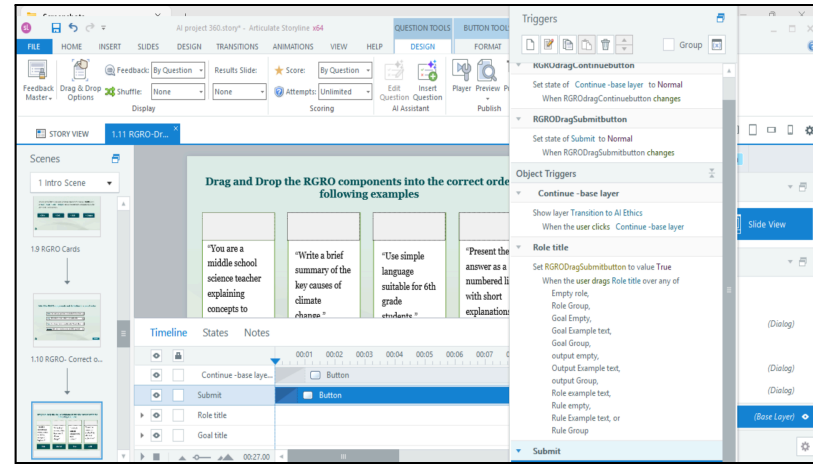 Ai project 360.story* - Articulate Storyline x64
QUESTION TOOLS
BUTTON TOOL
FILE
HOME
INSERT
SLIDES
DESIGN
TRANSITIONS
ANIMATIONS
VIEW
HELP
DESIGN
FORMAT
Feedback Master
Drag & Drop Options
Feedback: By Question
Shuffle: None
Results Slide:
None
Display
Score: By Question
Attempts: Unlimited
Scoring
Edit Question
Insert Question
AI Assistant
Player
Preview
Publish
STORY VIEW
1.11 RGRO-Dr...
Scenes
1 Intro Scene
1.9 RGRO Cards
1.10 RGRO- Correct o...
Drag and Drop the RGRO components into the correct orde
following examples
"You are a
middle school
science teacher
explaining
concepts to
"Write a brief
summary of the
key causes of
climate
change."
"Use simple
language
suitable for 6th
grade
students."
"Present the
answer as a
numbered li
with short
explanations
Timeline
States
Notes
00:01 00:02 00:03 00:04 00:05 00:06 00:07
Continue -base laye...
Button
Submit
Button
Role title
Goal title
00:27.00
Triggers
Group
RGROdragContinuebutton
Set state of Continue -base layer to Normal
When RGROdragContinuebutton changes
RGRODragSubmitbutton
Set state of Submit to Normal
When RGRODragSubmitbutton changes
Object Triggers
Continue -base layer
Show layer Transition to AI Ethics
When the user clicks Continue -base layer
Role title
Set RGRODragSubmitbutton to value True
When the user drags Role title over any of
Empty role,
Role Group,
Goal Empty,
Goal Example text,
Goal Group,
output empty,
Output Example text,
output Group,
Role example text,
Rule empty,
Rule Example Text, or
Rule Group
Submit
Slide View
(Dialog)
(Dialog)
(Dialog)
(Base Layer)